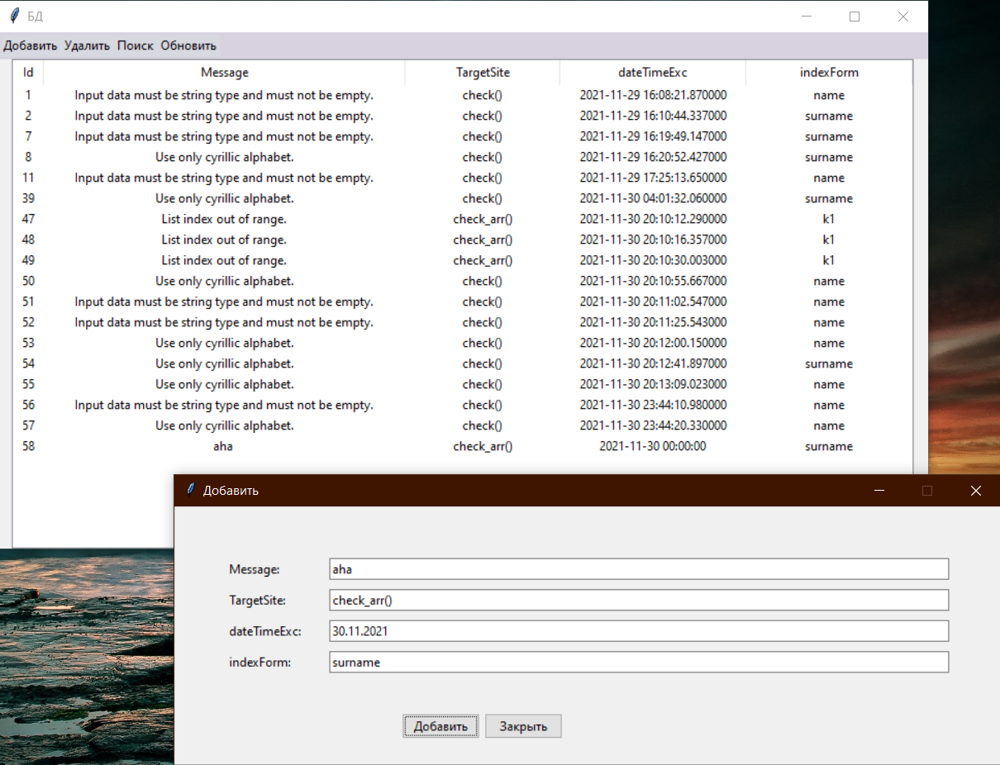 БД
Добавить Удалить Поиск Обновить
Id Message TargetSite dateTimeExc indexForm
1 Input data must be string type and must not be empty. check() 2021-11-29 16:08:21.870000 name
2 Input data must be string type and must not be empty. check() 2021-11-29 16:10:44.337000 surname
7 Input data must be string type and must not be empty. check() 2021-11-29 16:19:49.147000 surname
8 Use only cyrillic alphabet. check() 2021-11-29 16:20:52.427000 surname
11 Input data must be string type and must not be empty. check() 2021-11-29 17:25:13.650000 name
39 Use only cyrillic alphabet. check() 2021-11-30 04:01:32.060000 surname
47 List index out of range. check_arr() 2021-11-30 20:10:12.290000 k1
48 List index out of range. check_arr() 2021-11-30 20:10:16.357000 k1
49 List index out of range. check_arr() 2021-11-30 20:10:30.003000 k1
50 Use only cyrillic alphabet. check() 2021-11-30 20:10:55.667000 name
51 Input data must be string type and must not be empty. check() 2021-11-30 20:11:02.547000 name
52 Input data must be string type and must not be empty. check() 2021-11-30 20:11:25.543000 name
53 Use only cyrillic alphabet. check() 2021-11-30 20:12:00.150000 name
54 Use only cyrillic alphabet. check() 2021-11-30 20:12:41.897000 surname
55 Use only cyrillic alphabet. check() 2021-11-30 20:13:09.023000 name
56 Input data must be string type and must not be empty. check() 2021-11-30 23:44:10.980000 name
57 Use only cyrillic alphabet. check() 2021-11-30 23:44:20.330000 name
58 aha check_arr() 2021-11-30 00:00:00 surname
Добавить
Message: aha
TargetSite: check_arr()
dateTimeExc: 30.11.2021
indexForm: surname
Добавить Закрыть